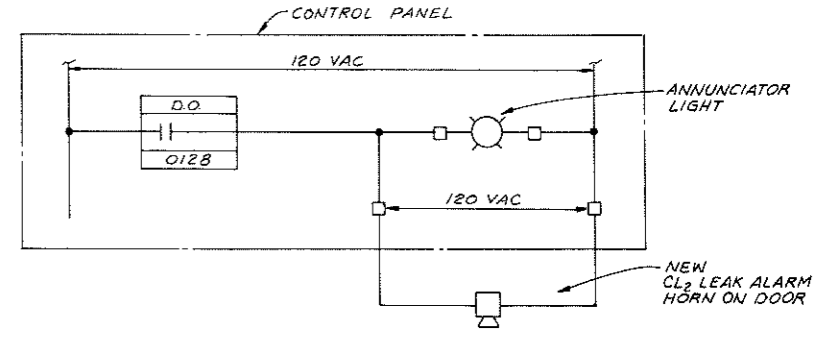 CONTROL PANEL
120 VAC
D.O.
0128
ANNUNCIATOR
LIGHT
120 VAC
NEW
CL2 LEAK ALARM
HORN ON DOOR